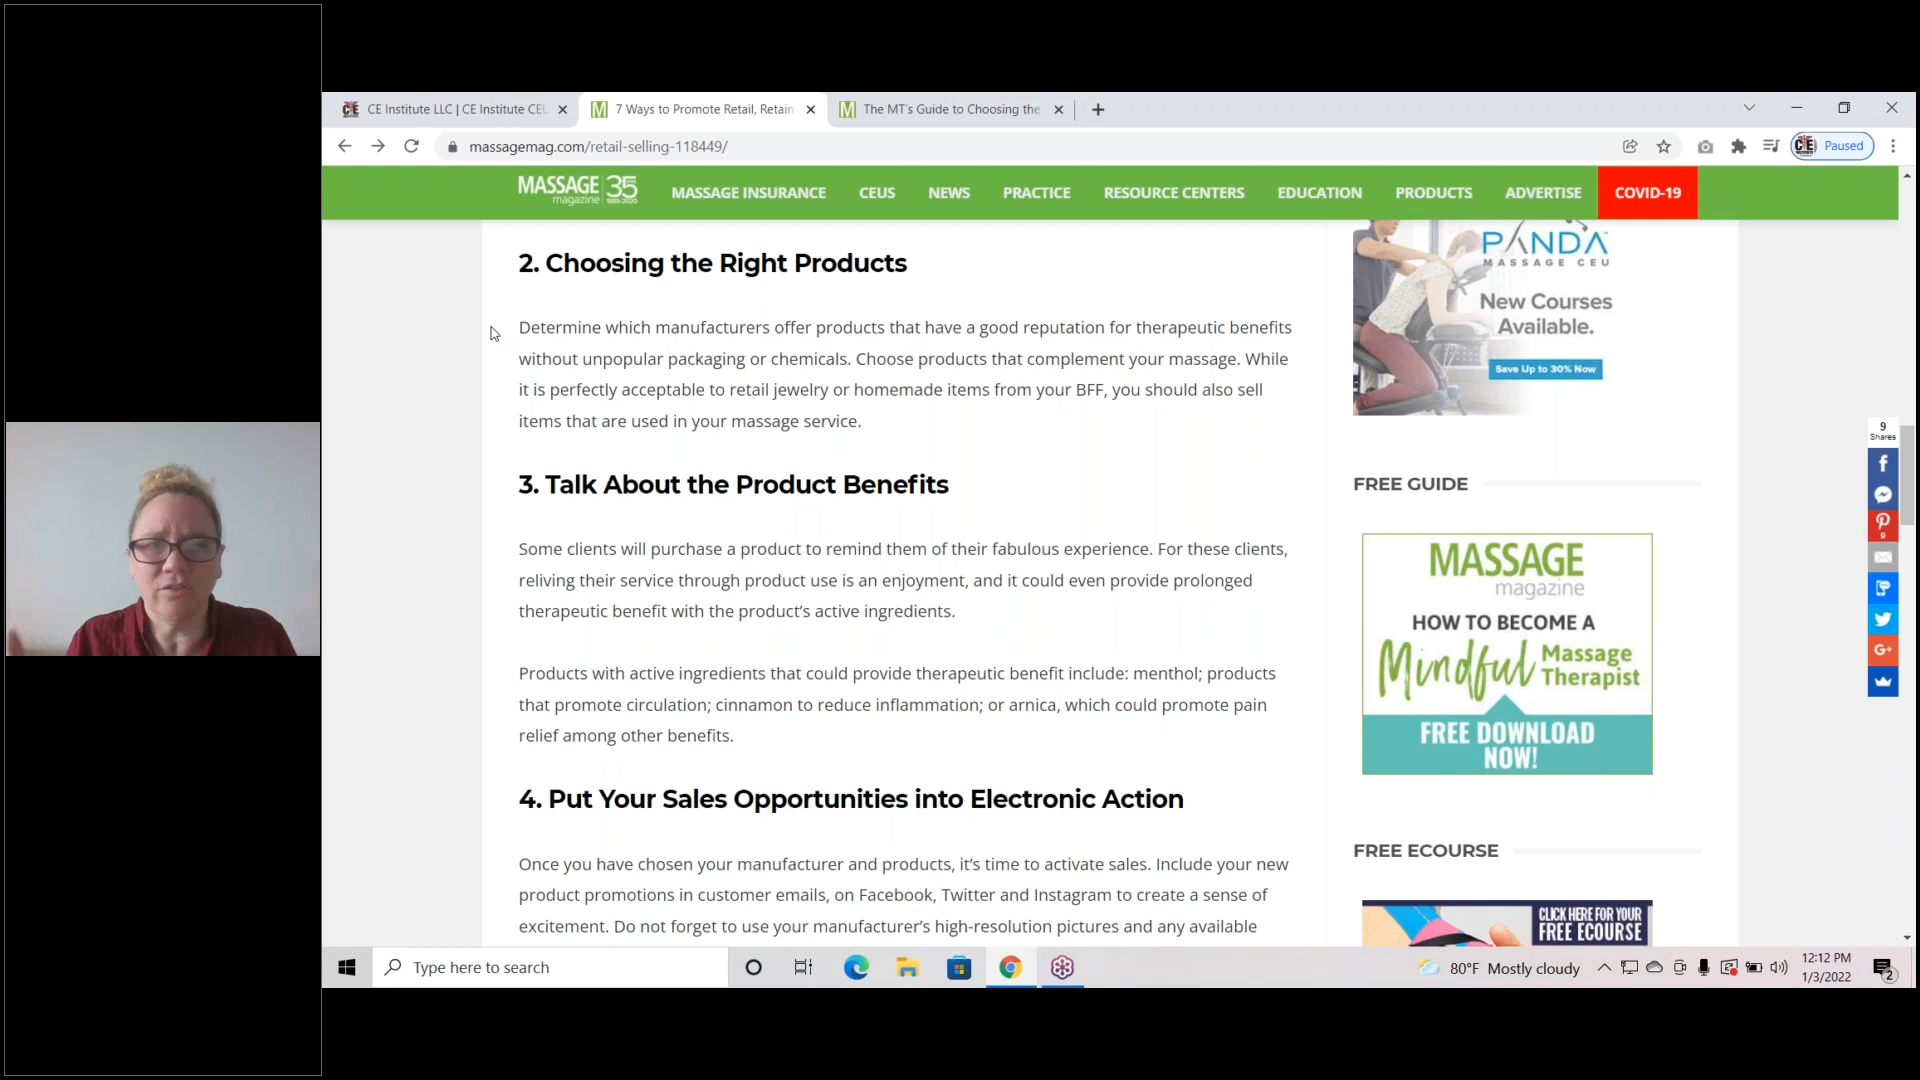 CE Institute LLC | CE Institute CEU
7 Ways to Promote Retail, Retain
The MT's Guide to Choosing the
massagemag.com/retail-selling-118449/
Paused
MASSAGE 35
magazine 1985-2020
MASSAGE INSURANCE
CEUS
NEWS
PRACTICE
RESOURCE CENTERS
EDUCATION
PRODUCTS
ADVERTISE
COVID-19
2. Choosing the Right Products
Determine which manufacturers offer products that have a good reputation for therapeutic benefits
without unpopular packaging or chemicals. Choose products that complement your massage. While
it is perfectly acceptable to retail jewelry or homemade items from your BFF, you should also sell
items that are used in your massage service.
3. Talk About the Product Benefits
Some clients will purchase a product to remind them of their fabulous experience. For these clients,
reliving their service through product use is an enjoyment, and it could even provide prolonged
therapeutic benefit with the product's active ingredients.
Products with active ingredients that could provide therapeutic benefit include: menthol; products
that promote circulation; cinnamon to reduce inflammation; or arnica, which could promote pain
relief among other benefits.
4. Put Your Sales Opportunities into Electronic Action
Once you have chosen your manufacturer and products, it's time to activate sales. Include your new
product promotions in customer emails, on Facebook, Twitter and Instagram to create a sense of
excitement. Do not forget to use your manufacturer's high-resolution pictures and any available
PANDA
MASSAGE CEU
New Courses
Available.
Save Up to 30% Now
FREE GUIDE
MASSAGE
magazine
HOW TO BECOME A
Mindful Massage
Therapist
FREE DOWNLOAD
NOW!
FREE ECOURSE
CLICK HERE FOR YOUR
FREE ECOURSE
9
Shares
9
G+
Type here to search
80°F Mostly cloudy
12:12 PM
1/3/2022
2